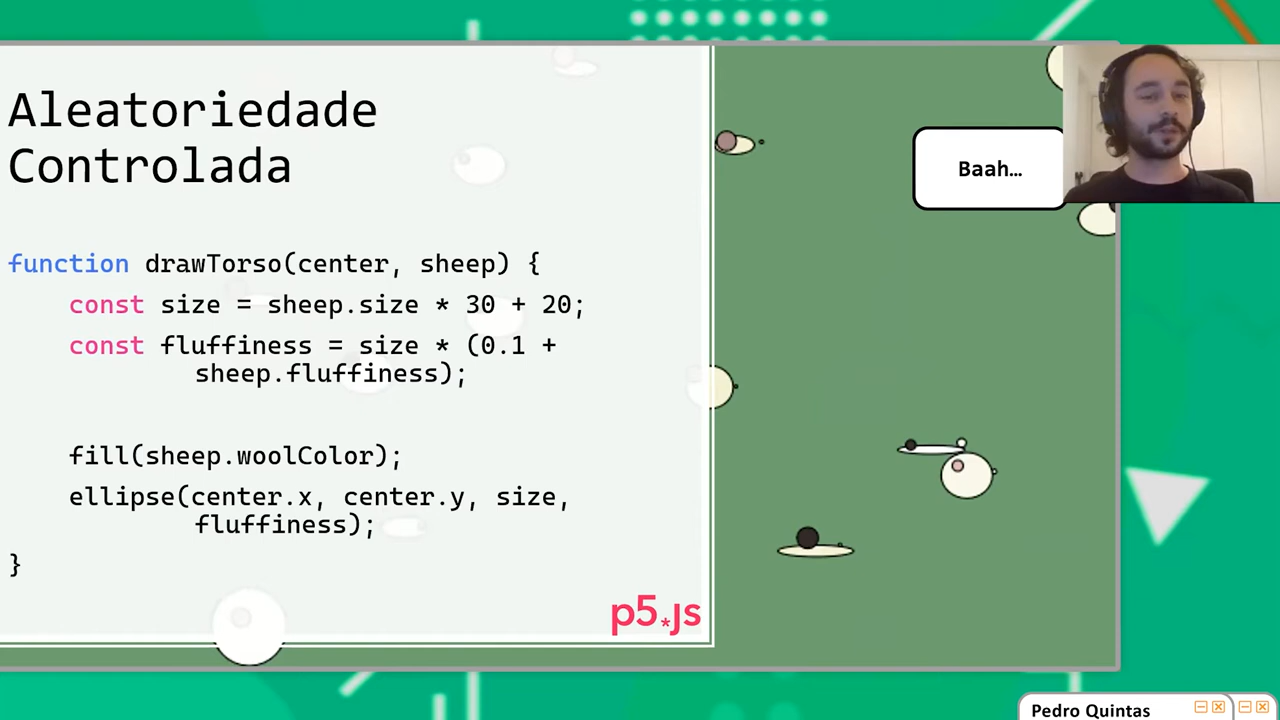 Aleatoriedade
Controlada
function drawTorso(center, sheep) {
const size = sheep.size * 30 + 20;
const fluffiness = size * (0.1 +
sheep.fluffiness);
fill(sheep.woolColor);
ellipse(center.x, center.y, size,
fluffiness);
}
p5*js
Baah…
Pedro Quintas